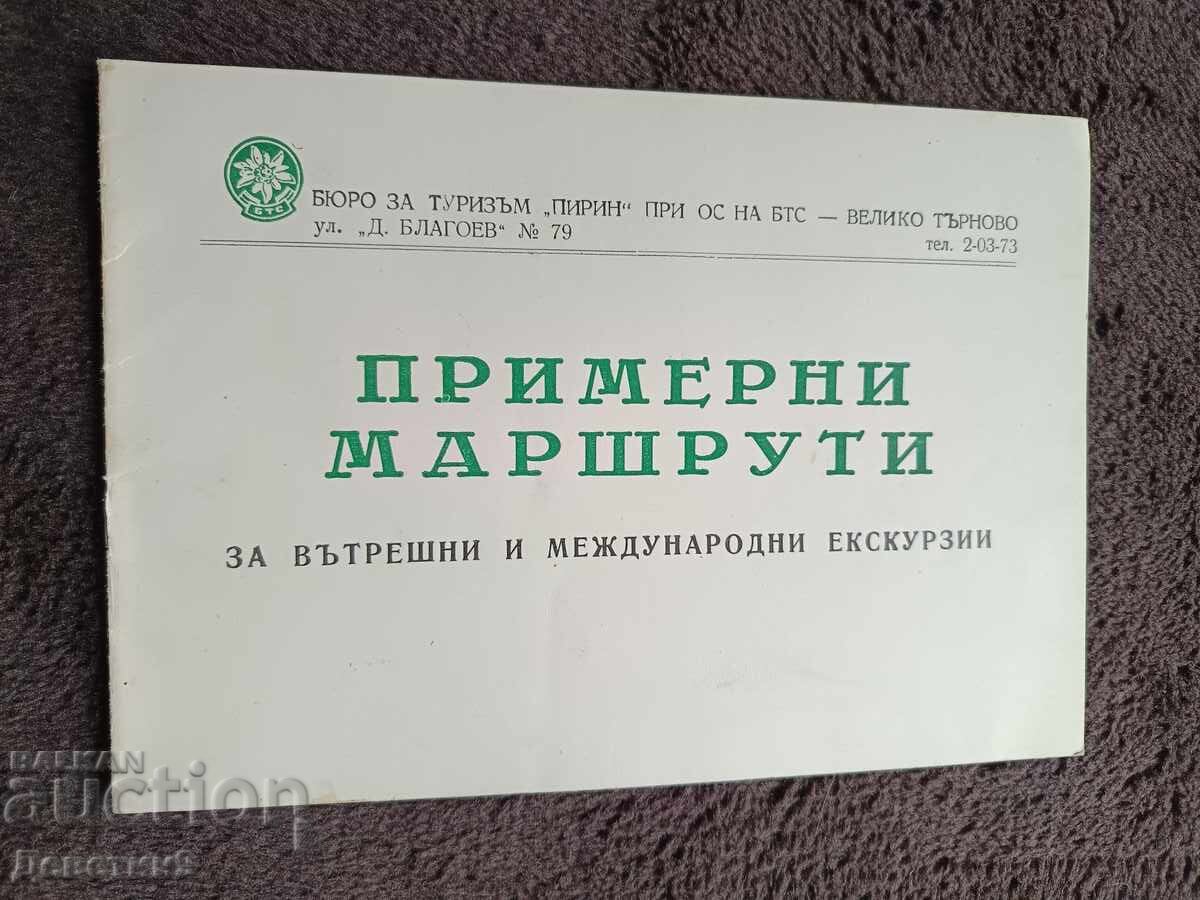 БТС
БЮРО ЗА ТУРИЗЪМ „ПИРИН" ПРИ ОС НА БТС — ВЕЛИКО ТЪРНОВО
ул. „Д. БЛАГОЕВ" № 79
тел. 2-03-73
ПРИМЕРНИ
МАРШРУТИ
ЗА ВЪТРЕШНИ И МЕЖДУНАРОДНИ ЕКСКУРЗИИ
BALKAN
auction